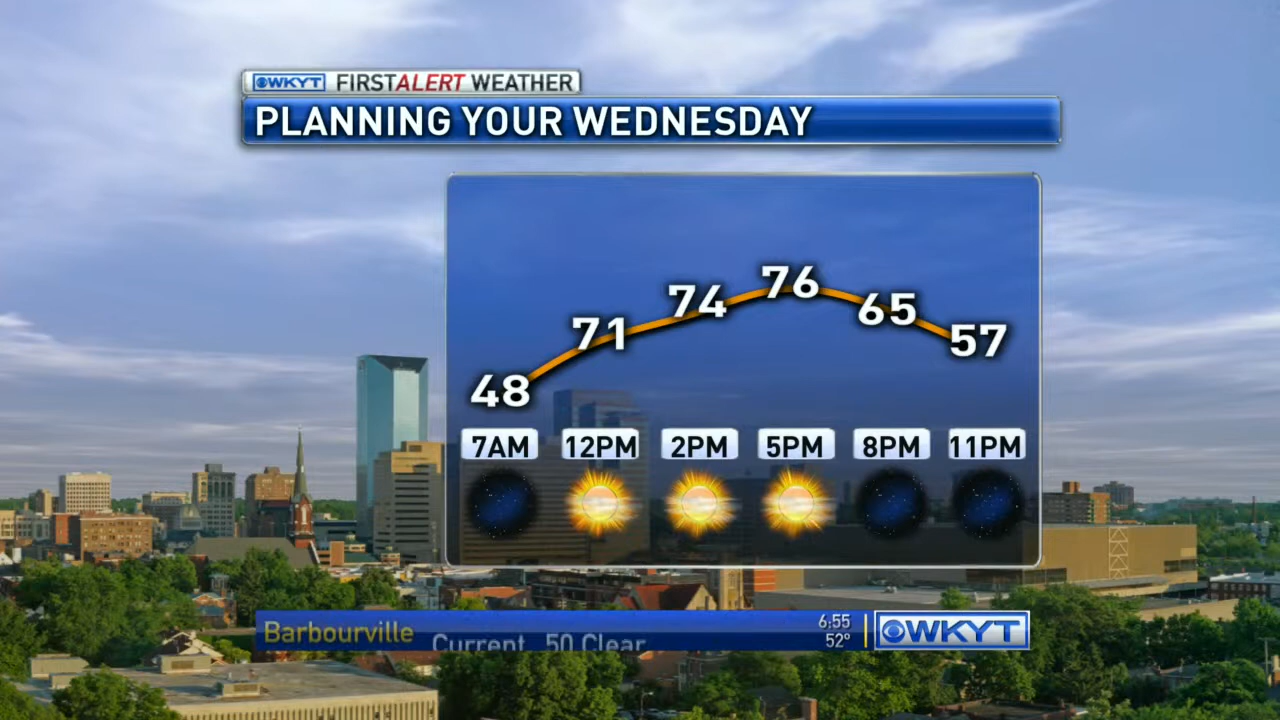 WKYT FIRSTALERT WEATHER
PLANNING YOUR WEDNESDAY
48 71 74 76 65 57
7AM 12PM 2PM 5PM 8PM 11PM
Barbourville Current 50 Clear 6:55
52° WKYT